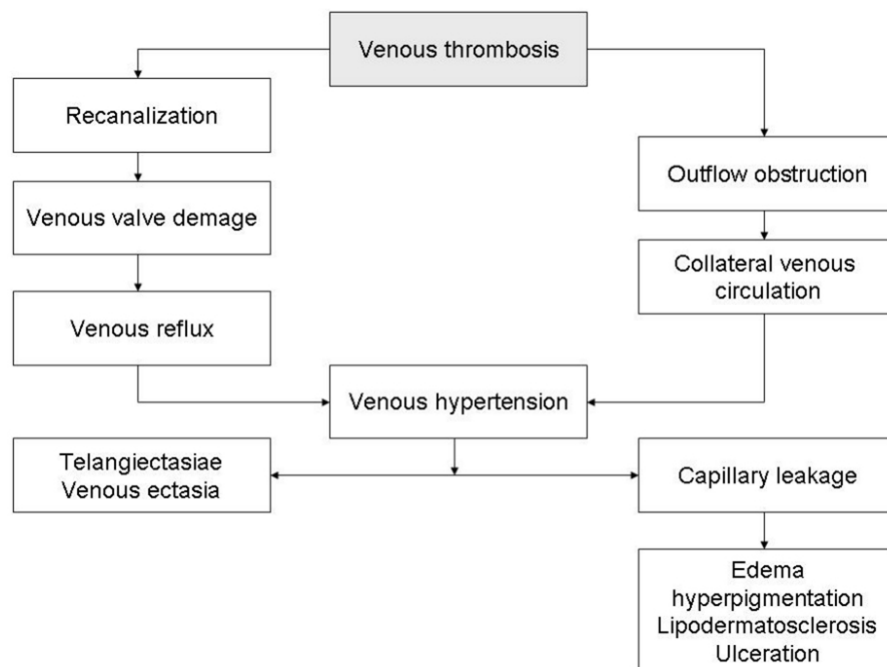 Venous thrombosis
Recanalization
Venous valve demage
Venous reflux
Outflow obstruction
Collateral venous
circulation
Venous hypertension
Telangiectasiae
Venous ectasia
Capillary leakage
Edema
hyperpigmentation
Lipodermatosclerosis
Ulceration